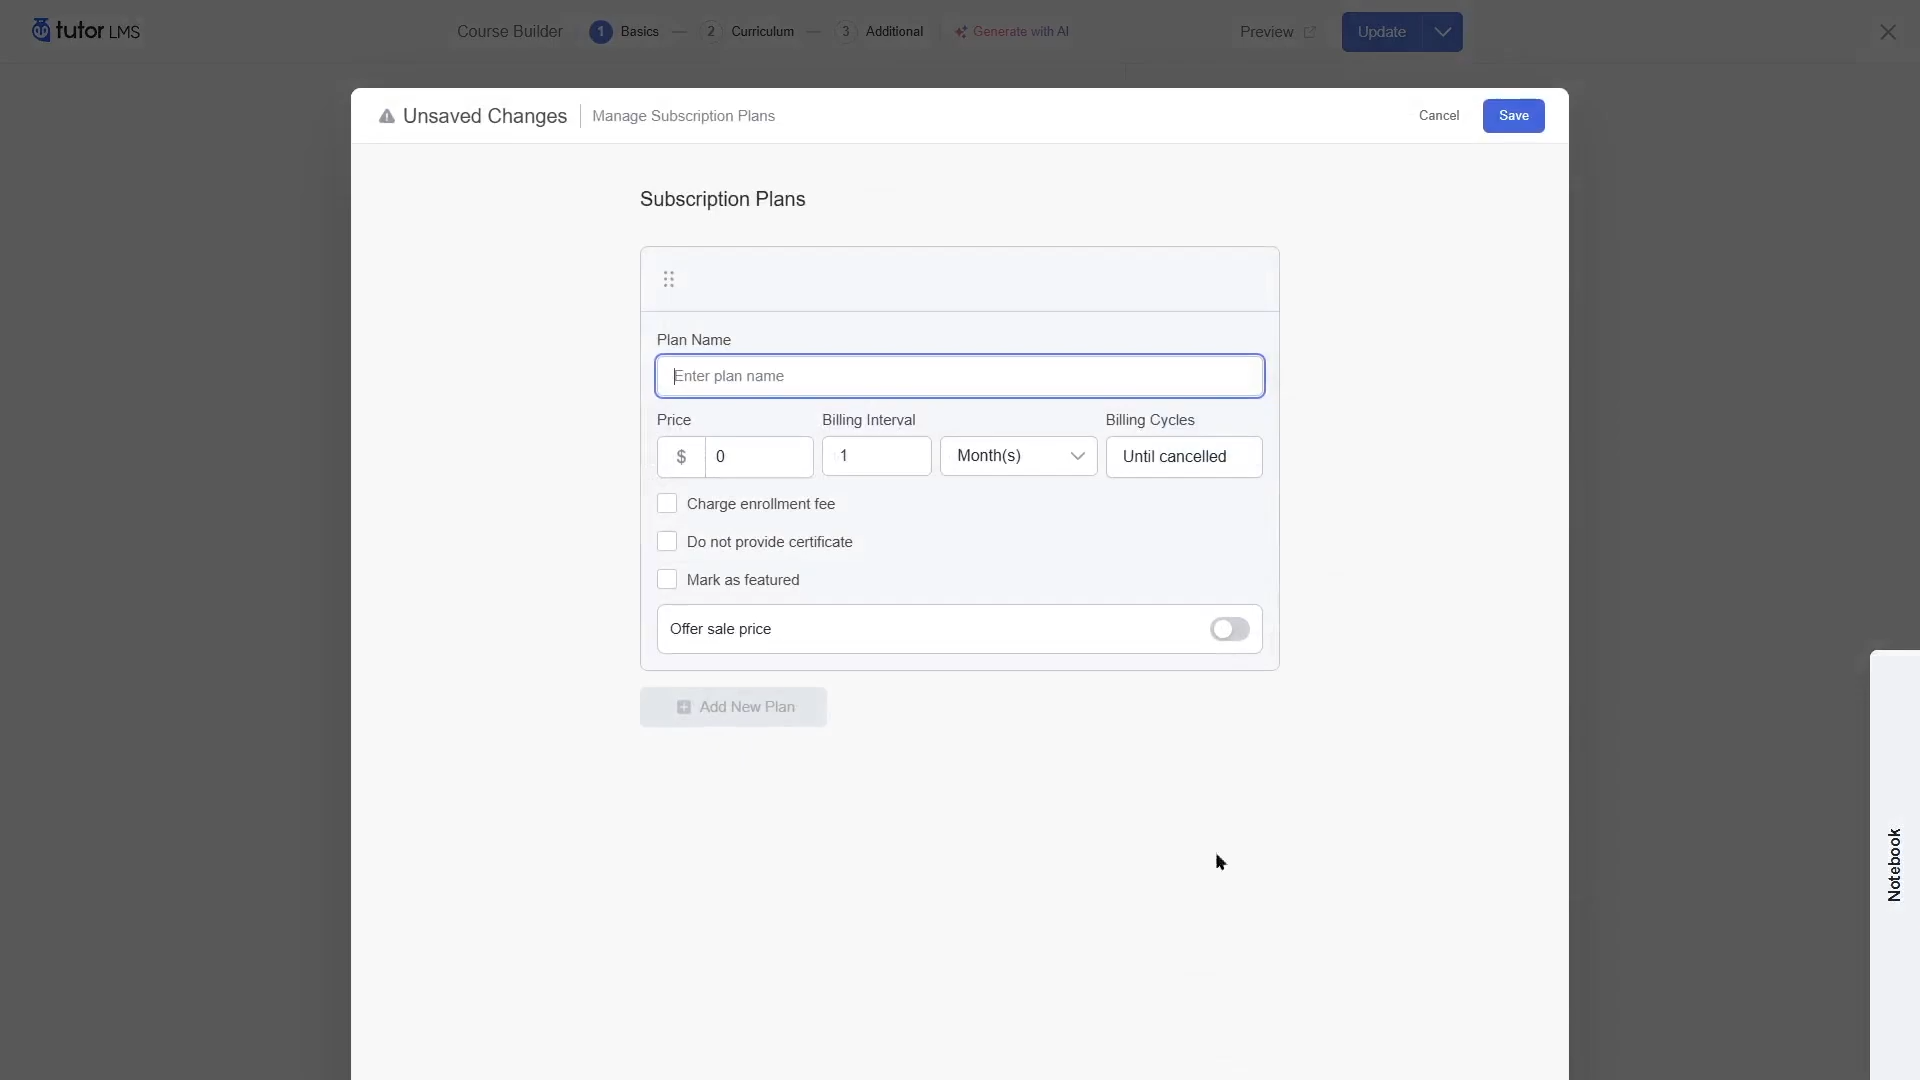 tutor LMS
Course Builder
1 Basics
2 Curriculum
3 Additional
Generate with AI
Preview
Update
Unsaved Changes
Manage Subscription Plans
Cancel
Save
Subscription Plans
Plan Name
Enter plan name
Price
Billing Interval
Billing Cycles
$ 0
1
Month(s)
Until cancelled
Charge enrollment fee
Do not provide certificate
Mark as featured
Offer sale price
Add New Plan
Notebook